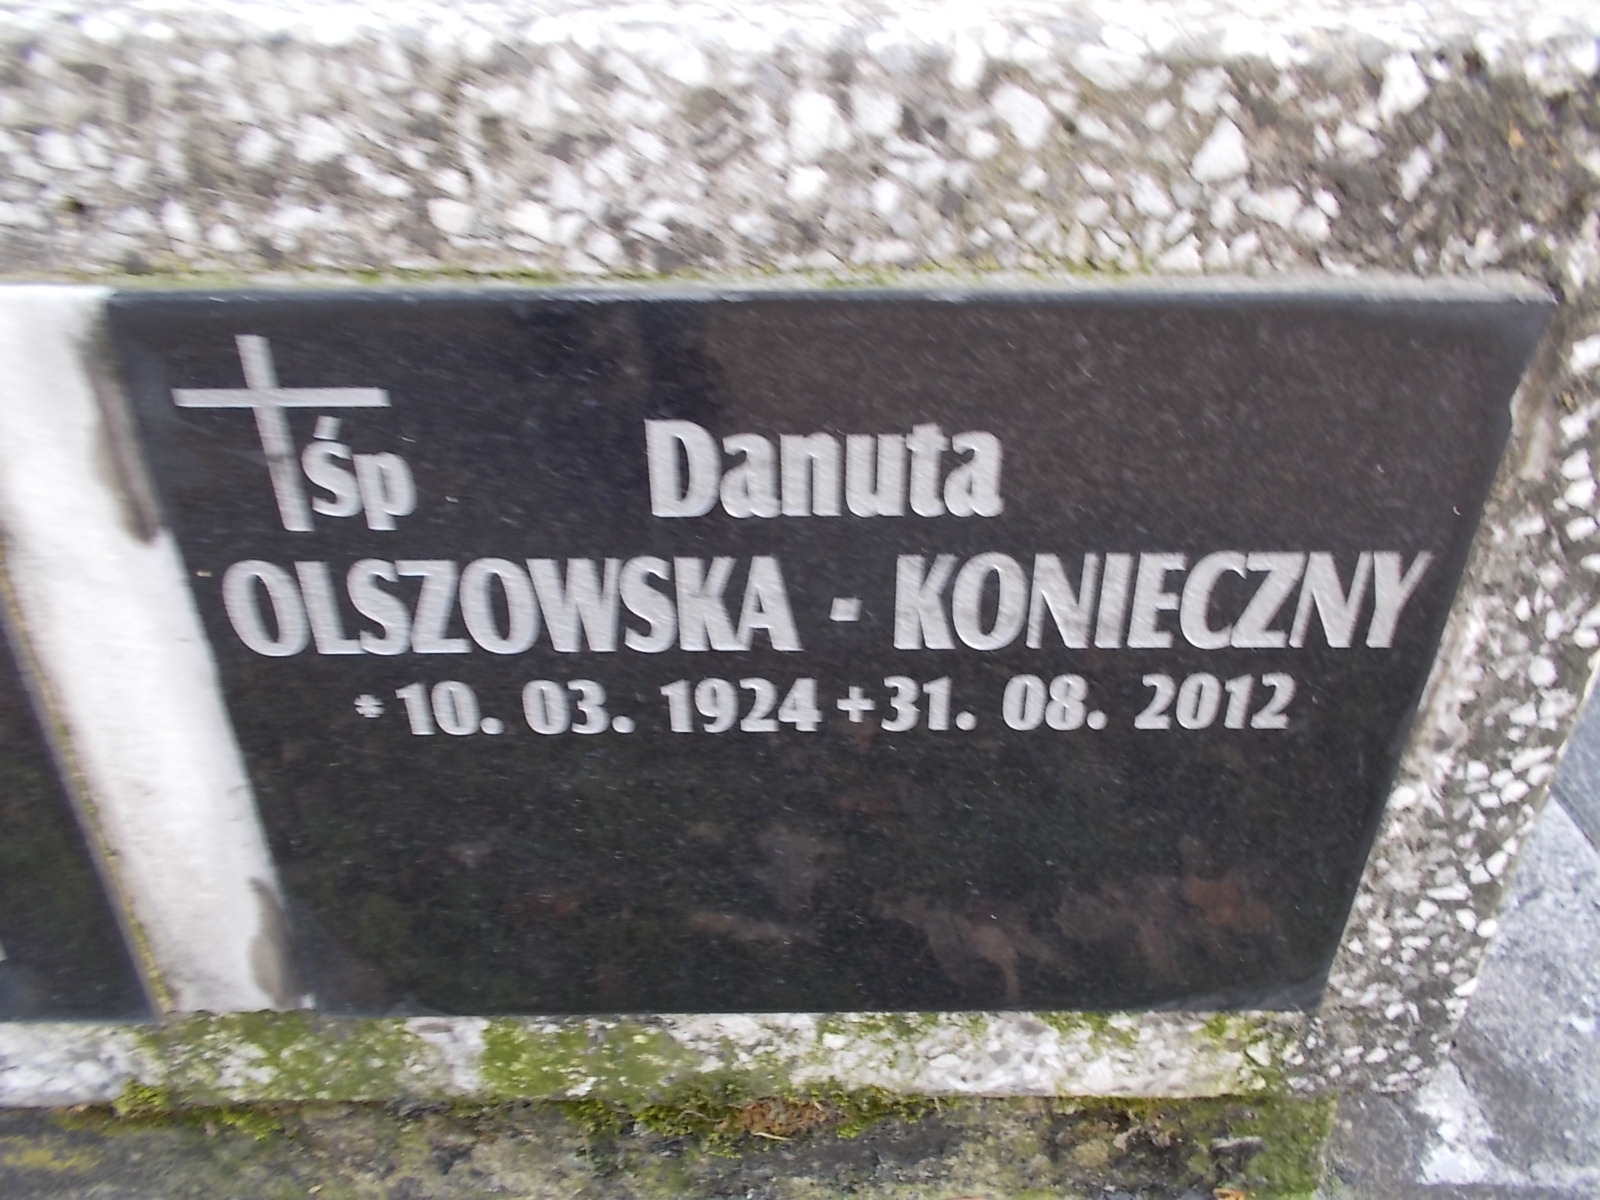 Śp Danuta
OLSZOWSKA - KONIECZNY
* 10. 03. 1924 + 31. 08. 2012